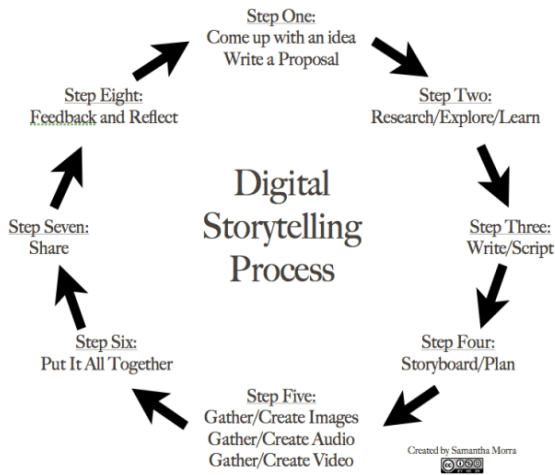 Step One:
Come up with an idea
Write a Proposal
Step Two:
Research/Explore/Learn
Step Three:
Write/Script
Step Four:
Storyboard/Plan
Step Five:
Gather/Create Images
Gather/Create Audio
Gather/Create Video
Step Six:
Put It All Together
Step Seven:
Share
Step Eight:
Feedback and Reflect
Digital
Storytelling
Process
Created by Samantha Morra